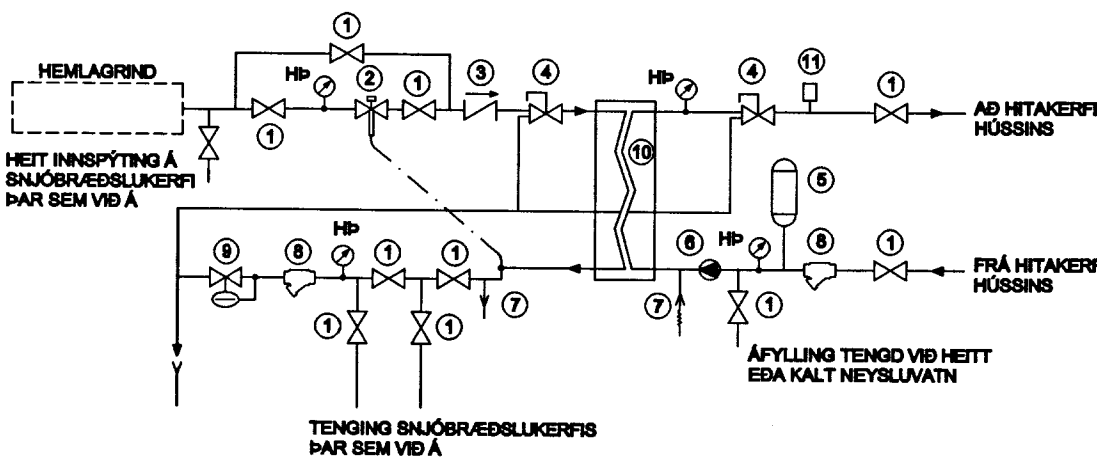 1
HEMLAGRIND
HÞ
2
1
3
4
HÞ
4
11
1
1
AÐ HITAKERFI
HÚSSINS
10
HEIT INNSPÝTING Á
SNJÓBRÆÐSLUKERFI
ÞAR SEM VIÐ Á
5
9
8
HÞ
1
1
6
HÞ
8
1
FRÁ HITAKERFI
HÚSSINS
7
7
1
1
1
ÁFYLLING TENGD VIÐ HEITT
EÐA KALT NEYSLUVATN
TENGING SNJÓBRÆÐSLUKERFIS
ÞAR SEM VIÐ Á